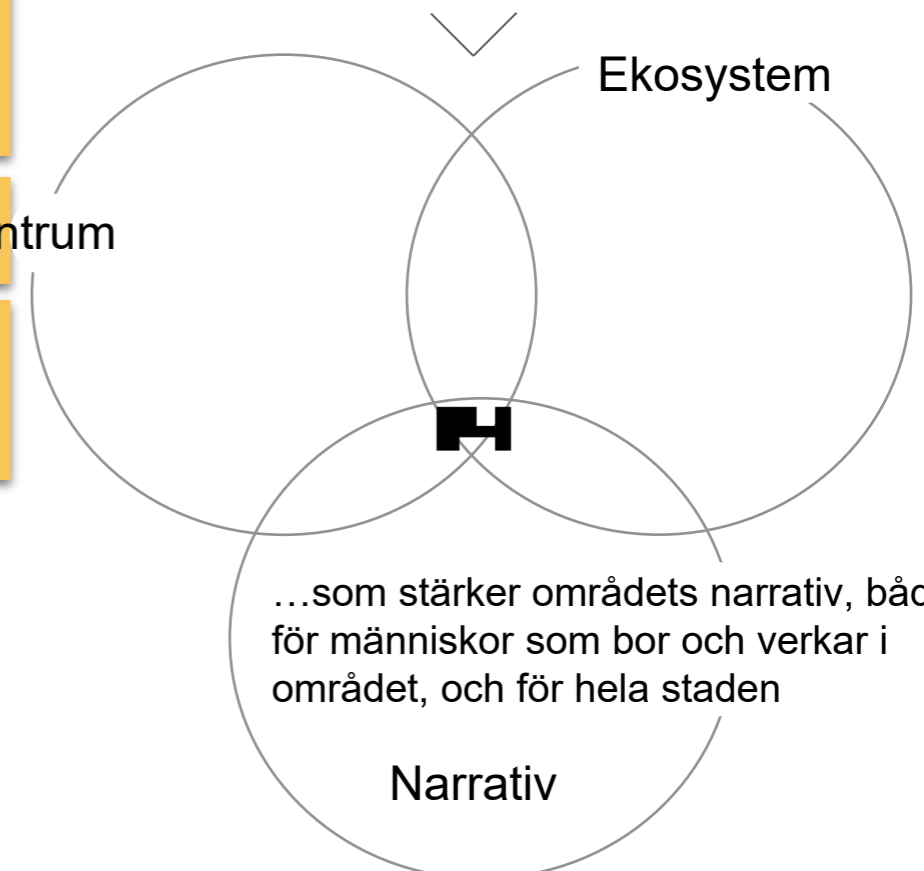 Ekosystem
ntrum
…som stärker områdets narrativ, båd
för människor som bor och verkar i
området, och för hela staden
Narrativ